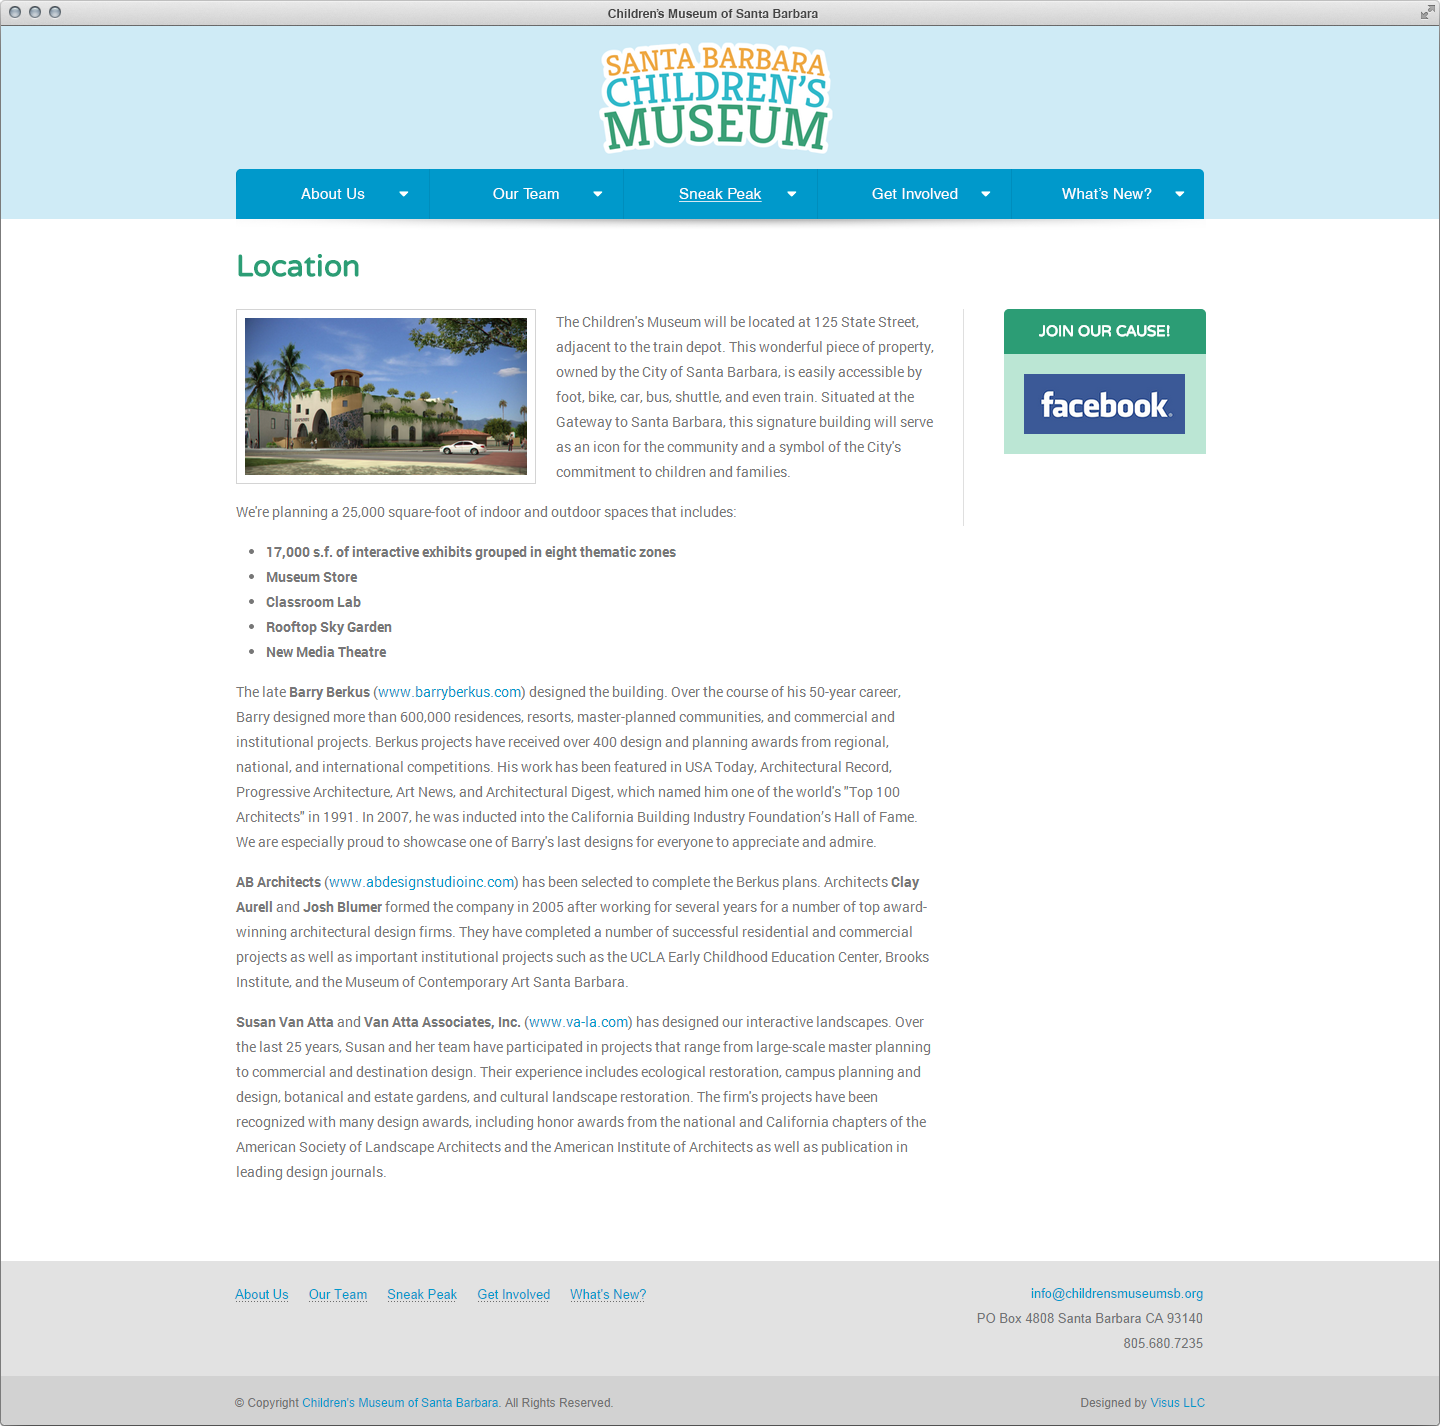 Children's Museum of Santa Barbara
SANTA BARBARA
CHILDREN'S
MUSEUM
About Us
Our Team
Sneak Peak
Get Involved
What's New?
Location
The Children's Museum will be located at 125 State Street,
adjacent to the train depot. This wonderful piece of property,
owned by the City of Santa Barbara, is easily accessible by
foot, bike, car, bus, shuttle, and even train. Situated at the
Gateway to Santa Barbara, this signature building will serve
as an icon for the community and a symbol of the City's
commitment to children and families.
JOIN OUR CAUSE!
facebook
We're planning a 25,000 square-foot of indoor and outdoor spaces that includes:
• 17,000 s.f. of interactive exhibits grouped in eight thematic zones
• Museum Store
• Classroom Lab
• Rooftop Sky Garden
• New Media Theatre
The late Barry Berkus (www.barryberkus.com) designed the building. Over the course of his 50-year career,
Barry designed more than 600,000 residences, resorts, master-planned communities, and commercial and
institutional projects. Berkus projects have received over 400 design and planning awards from regional,
national, and international competitions. His work has been featured in USA Today, Architectural Record,
Progressive Architecture, Art News, and Architectural Digest, which named him one of the world's "Top 100
Architects" in 1991. In 2007, he was inducted into the California Building Industry Foundation's Hall of Fame.
We are especially proud to showcase one of Barry's last designs for everyone to appreciate and admire.
AB Architects (www.abdesignstudioinc.com) has been selected to complete the Berkus plans. Architects Clay
Aurell and Josh Blumer formed the company in 2005 after working for several years for a number of top award-
winning architectural design firms. They have completed a number of successful residential and commercial
projects as well as important institutional projects such as the UCLA Early Childhood Education Center, Brooks
Institute, and the Museum of Contemporary Art Santa Barbara.
Susan Van Atta and Van Atta Associates, Inc. (www.va-la.com) has designed our interactive landscapes. Over
the last 25 years, Susan and her team have participated in projects that range from large-scale master planning
to commercial and destination design. Their experience includes ecological restoration, campus planning and
design, botanical and estate gardens, and cultural landscape restoration. The firm's projects have been
recognized with many design awards, including honor awards from the national and California chapters of the
American Society of Landscape Architects and the American Institute of Architects as well as publication in
leading design journals.
About Us
Our Team
Sneak Peak
Get Involved
What's New?
info@childrensmuseumsb.org
PO Box 4808 Santa Barbara CA 93140
805.680.7235
© Copyright Children's Museum of Santa Barbara. All Rights Reserved.
Designed by Visus LLC